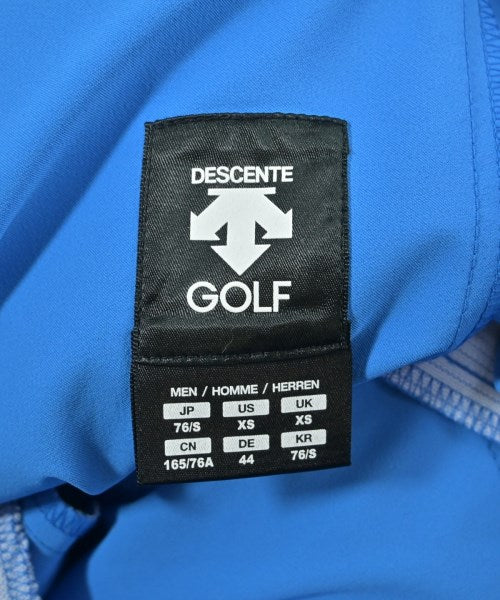 DESCENTE
GOLF
MEN / HOMME / HERREN
JP US UK
76/S XS XS
CN DE KR
165/76A 44 76/S